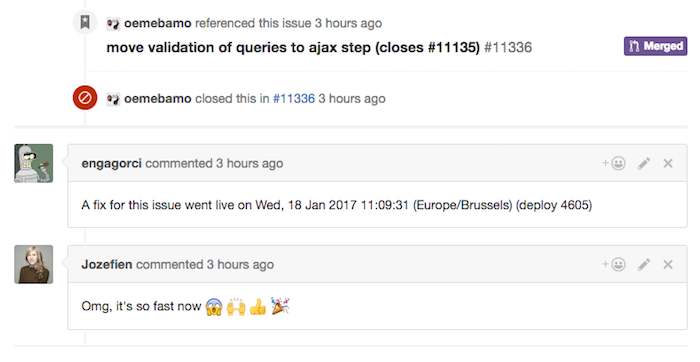 oemebamo referenced this issue 3 hours ago
move validation of queries to ajax step (closes #11135) #11336
Merged
oemebamo closed this in #11336 3 hours ago
engagorci commented 3 hours ago
A fix for this issue went live on Wed, 18 Jan 2017 11:09:31 (Europe/Brussels) (deploy 4605)
Jozefien commented 3 hours ago
Omg, it's so fast now 😱 🙌 👍 🎉